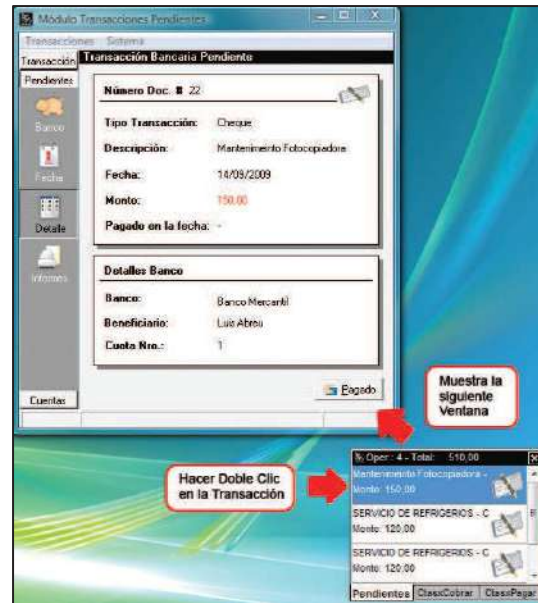 Módulo Transacciones Pendientes
Transacciones Sistema
Transacción
Transacción Bancaria Pendiente
Pendientes
Número Doc. # 22
Banco
Tipo Transacción: Cheque
Descripción: Mantenimeinto Fotocopiadora
Fecha
Fecha: 14/09/2009
Monto: 150,00
Detalle
Pagado en la fecha: -
Informes
Detalles Banco
Banco: Banco Mercantil
Beneficiario: Luis Abreu
Cuota Nro.: 1
Pagado
Cuentas
Muestra la
siguiente
Ventana
Oper.: 4 - Total: 510,00
Hacer Doble Clic
en la Transacción
Mantenimeinto Fotocopiadora -
Monto: 150,00
SERVICIO DE REFRIGERIOS - C
Monto: 120,00
SERVICIO DE REFRIGERIOS - C
Monto: 120,00
Pendientes CtasxCobrar CtasxPagar